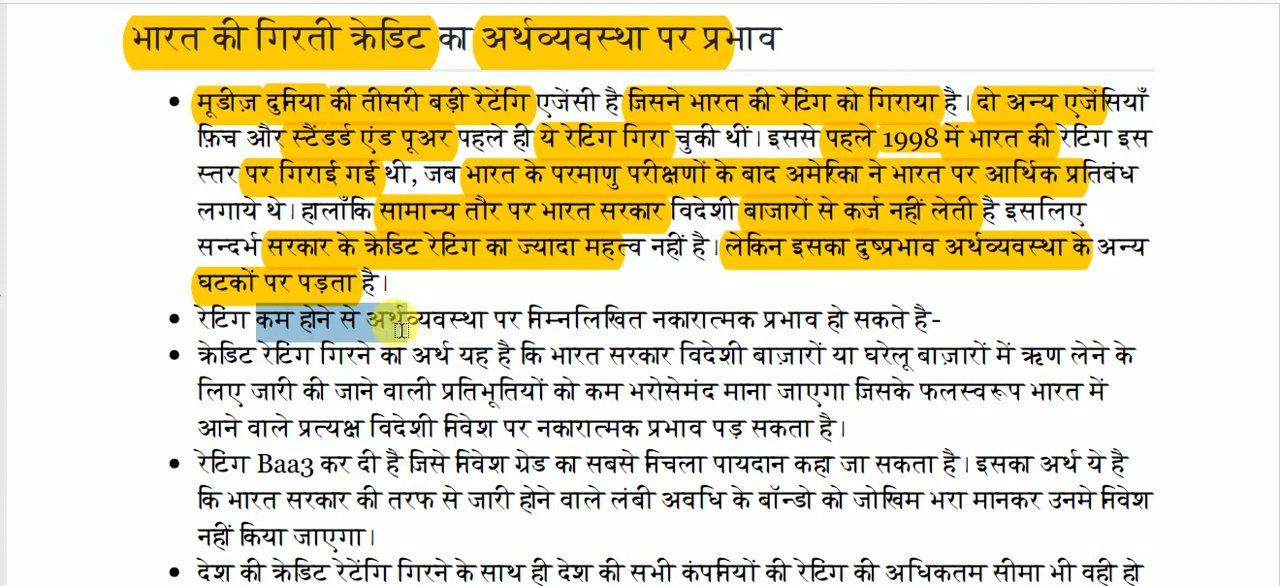 भारत की गिरती क्रेडिट का अर्थव्यवस्था पर प्रभाव
• मूडीज़ दुनिया की तीसरी बड़ी रेटेंगि एजेंसी है जिसने भारत की रेटिंग को गिराया है। दो अन्य एजेंसियाँ
फ़िच और स्टैंडर्ड एंड पूअर पहले ही ये रेटिंग गिरा चुकी थीं। इससे पहले 1998 में भारत की रेटिंग इस
स्तर पर गिराई गई थी, जब भारत के परमाणु परीक्षणों के बाद अमेरिका ने भारत पर आर्थिक प्रतिबंध
लगाये थे। हालाँकि सामान्य तौर पर भारत सरकार विदेशी बाजारों से कर्ज नहीं लेती है इसलिए
सन्दर्भ सरकार के क्रेडिट रेटिंग का ज्यादा महत्व नहीं है। लेकिन इसका दुष्प्रभाव अर्थव्यवस्था के अन्य
घटकों पर पड़ता है।
• रेटिंग कम होने से अर्थव्यवस्था पर निम्नलिखित नकारात्मक प्रभाव हो सकते है-
• क्रेडिट रेटिंग गिरने का अर्थ यह है कि भारत सरकार विदेशी बाज़ारों या घरेलू बाज़ारों में ऋण लेने के
लिए जारी की जाने वाली प्रतिभूतियों को कम भरोसेमंद माना जाएगा जिसके फलस्वरूप भारत में
आने वाले प्रत्यक्ष विदेशी निवेश पर नकारात्मक प्रभाव पड़ सकता है।
• रेटिंग Baa3 कर दी है जिसे निवेश ग्रेड का सबसे निचला पायदान कहा जा सकता है। इसका अर्थ ये है
कि भारत सरकार की तरफ से जारी होने वाले लंबी अवधि के बॉन्डो को जोखिम भरा मानकर उनमे निवेश
नहीं किया जाएगा।
• देश की क्रेडिट रेटेंगि गिरने के साथ ही देश की सभी कंपनियों की रेटिंग की अधिकतम सीमा भी वही हो